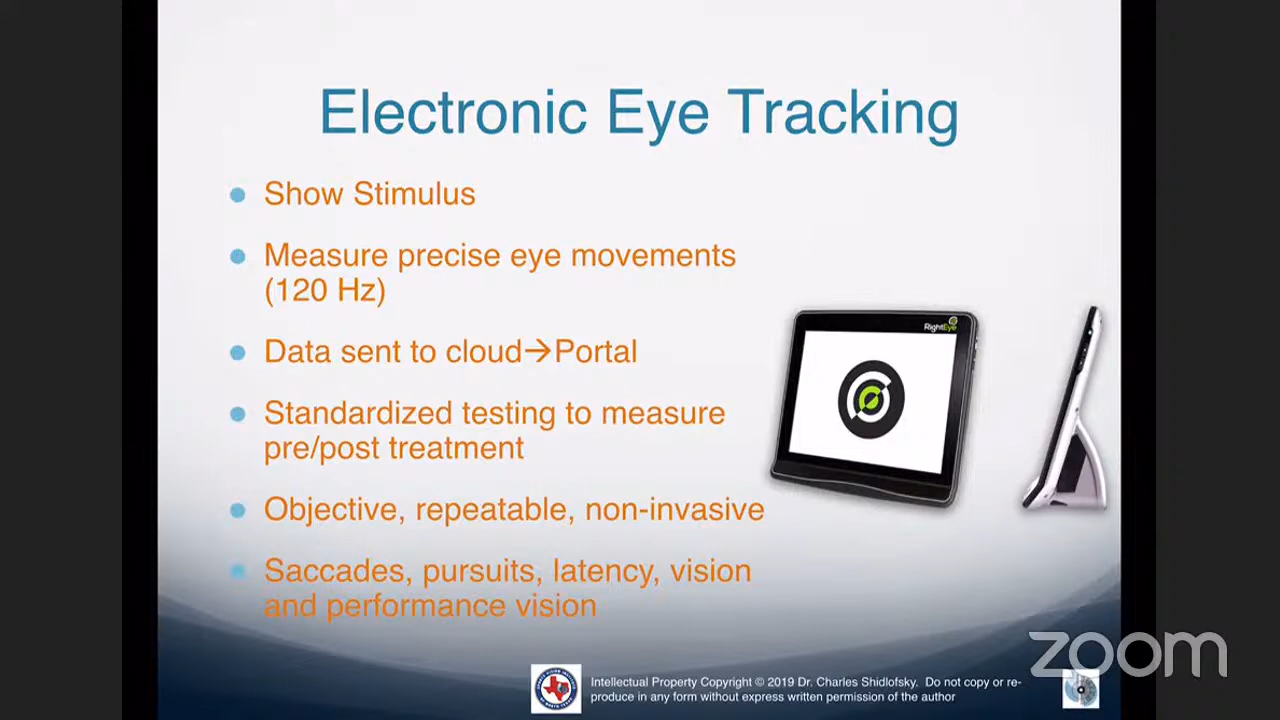 Electronic Eye Tracking
Show Stimulus
Measure precise eye movements
(120 Hz)
Data sent to cloud→Portal
Standardized testing to measure
pre/post treatment
Objective, repeatable, non-invasive
Saccades, pursuits, latency, vision
and performance vision
RightEye
zoom
Intellectual Property Copyright © 2019 Dr. Charles Shidlofsky. Do not copy or re-
produce in any form without express written permission of the author